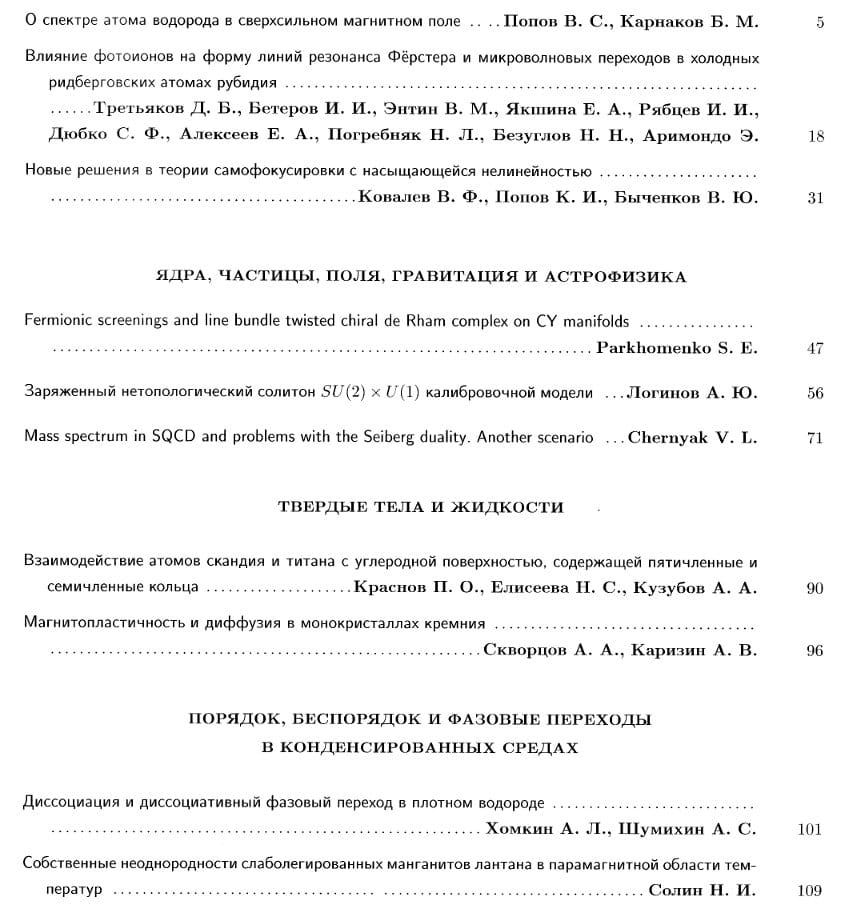 О спектре атома водорода в сверхсильном магнитном поле .. .. Попов В. С., Карнаков Б. М. 5
Влияние фотоионов на форму линий резонанса Фёрстера и микроволновых переходов в холодных
ридберговских атомах рубидия ..............................................................................
......Третьяков Д. Б., Бетеров И. И., Энтин В. М., Якшина Е. А., Рябцев И. И.,
Дюбко С. Ф., Алексеев Е. А., Погребняк Н. Л., Безуглов Н. Н., Аримондо Э. 18
Новые решения в теории самофокусировки с насыщающейся нелинейностью ......................
..........................................Ковалев В. Ф., Попов К. И., Быченков В. Ю. 31
ЯДРА, ЧАСТИЦЫ, ПОЛЯ, ГРАВИТАЦИЯ И АСТРОФИЗИКА
Fermionic screenings and line bundle twisted chiral de Rham complex on CY manifolds ................
.......................................................................... Parkhomenko S. E. 47
Заряженный нетопологический солитон SU(2) × U(1) калибровочной модели ...Логинов А. Ю. 56
Mass spectrum in SQCD and problems with the Seiberg duality. Another scenario ...Chernyak V. L. 71
ТВЕРДЫЕ ТЕЛА И ЖИДКОСТИ
Взаимодействие атомов скандия и титана с углеродной поверхностью, содержащей пятичленные и
семичленные кольца ....................Краснов П. О., Елисеева Н. С., Кузубов А. А. 90
Магнитопластичность и диффузия в монокристаллах кремния ....................................
...........................................................Скворцов А. А., Каризин А. В. 96
ПОРЯДОК, БЕСПОРЯДОК И ФАЗОВЫЕ ПЕРЕХОДЫ
В КОНДЕНСИРОВАННЫХ СРЕДАХ
Диссоциация и диссоциативный фазовый переход в плотном водороде ............................
........................................................... Хомкин А. Л., Шумихин А. С. 101
Собственные неоднородности слаболегированных манганитов лантана в парамагнитной области тем-
ператур ..................................... ....................................Солин Н. И. 109